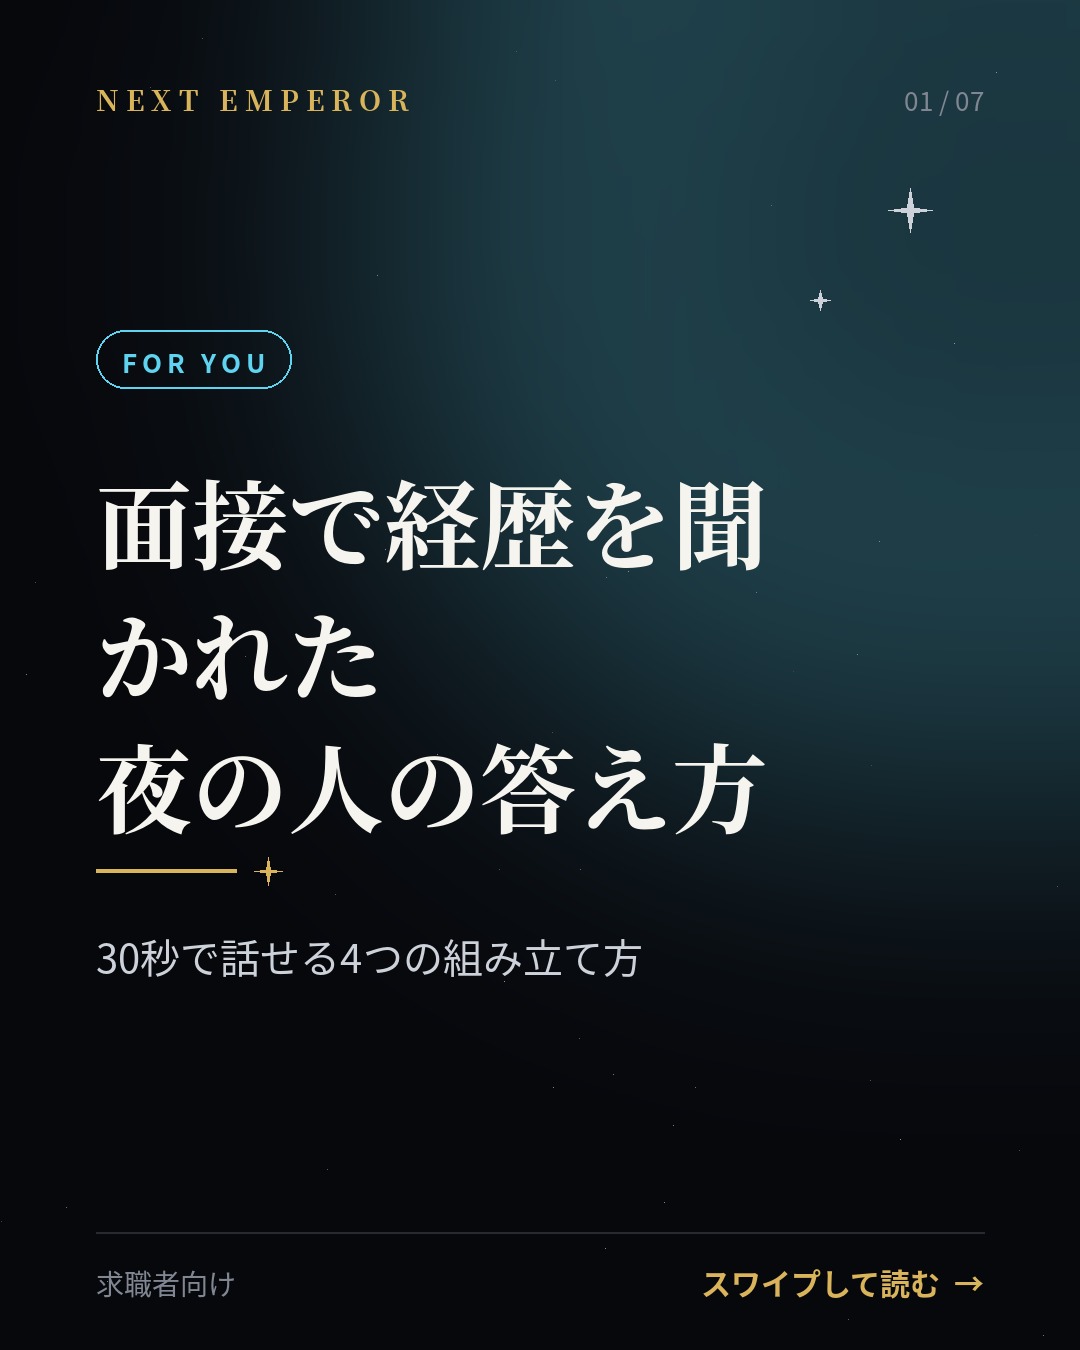 NEXT EMPEROR
01 / 07
FOR YOU
面接で経歴を聞
かれた
夜の人の答え方
30秒で話せる4つの組み立て方
求職者向け
スワイプして読む →